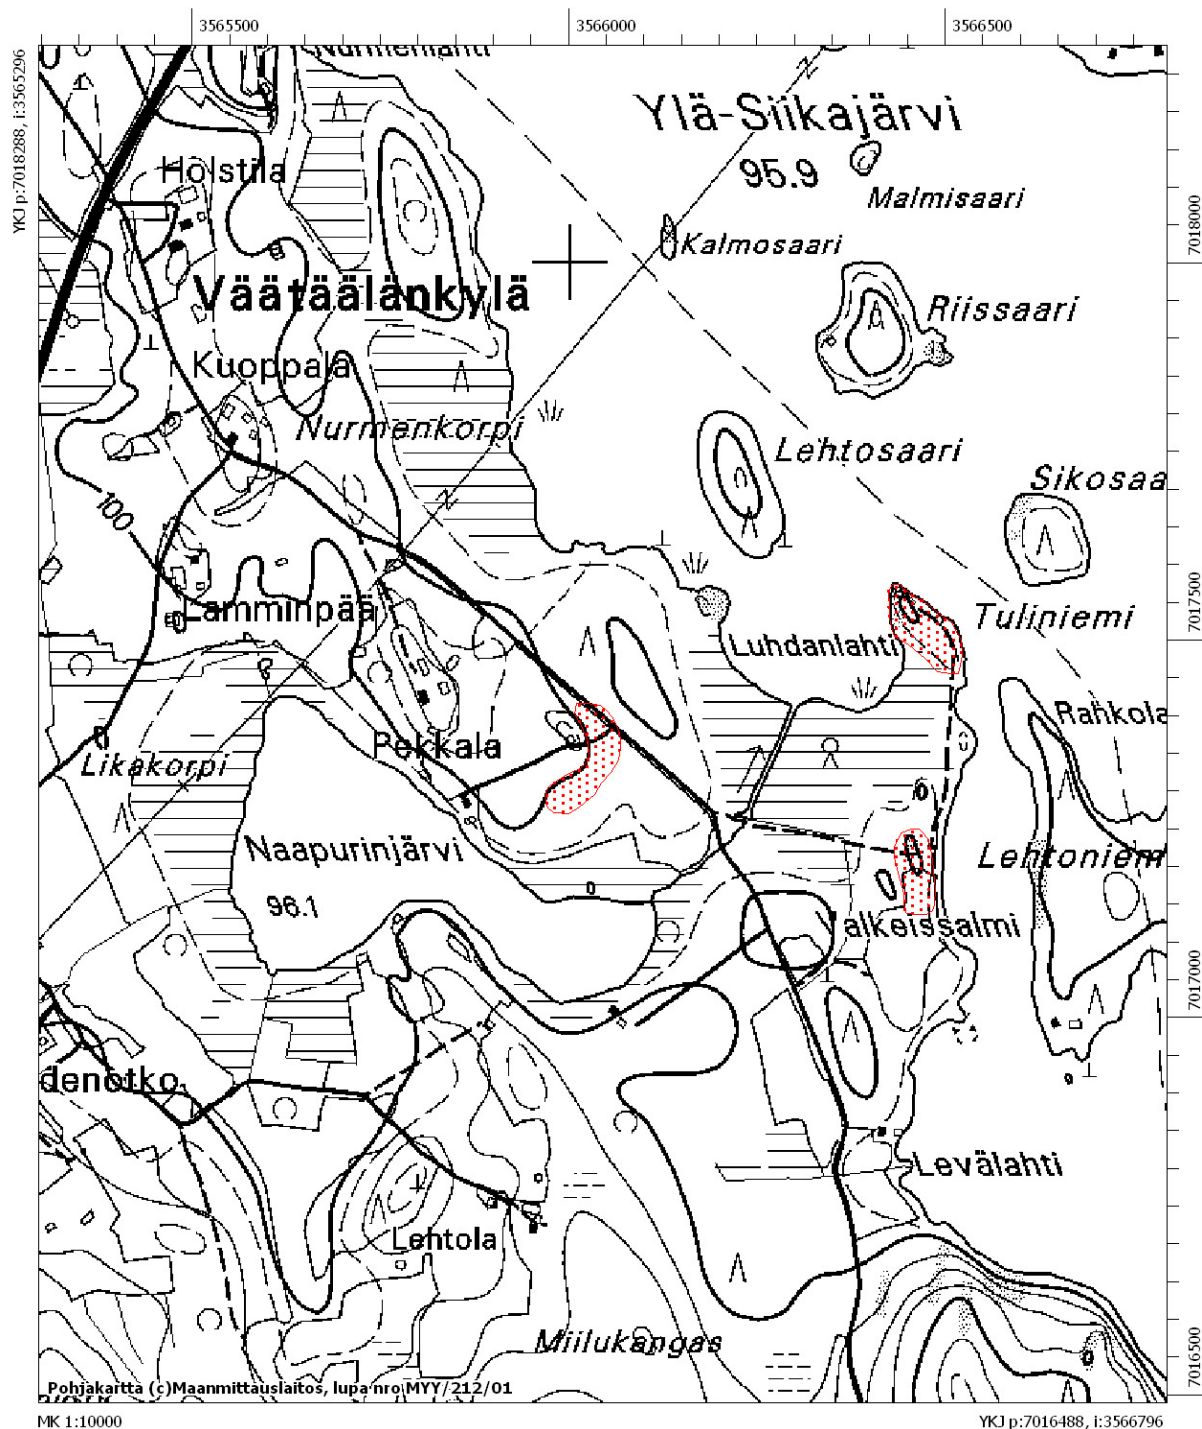 3565500
3566000
3566500
YKJ p:7018288, i:3565296
Nurmenlahti
Ylä-Siikajärvi
95.9
Holstila
Malmisaari
7018000
Kalmosaari
Väätäälänkylä
Riissaari
Kuoppala
Nurmenkorpi
Lehtosaari
Sikosaa
100
7017500
Lamminpää
Tuliniemi
Luhdanlahti
Rahkola
Pekkala
Likakorpi
Naapurinjärvi
Lehtoniem
96.1
alkeissalmi
7017000
denotko
Levälahti
Lehtola
Miilukangas
7016500
Pohjakartta (c)Maanmittauslaitos, lupa nro MYY/212/01
MK 1:10000
YKJ p:7016488, i:3566796